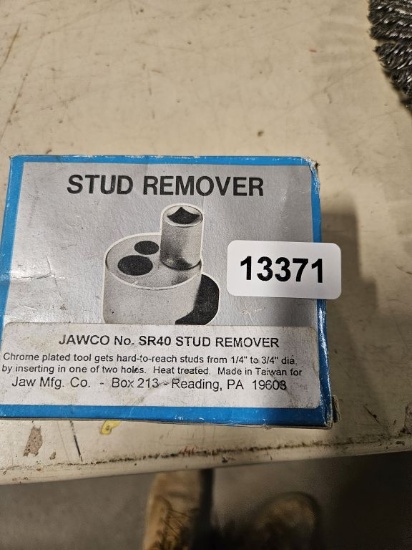 STUD REMOVER
13371
JAWCO No. SR40 STUD REMOVER
Chrome plated tool gets hard-to-reach studs from 1/4" to 3/4" dia.
by inserting in one of two holes. Heat treated. Made in Taiwan for
Jaw Mfg. Co. - Box 213 - Reading, PA 19603